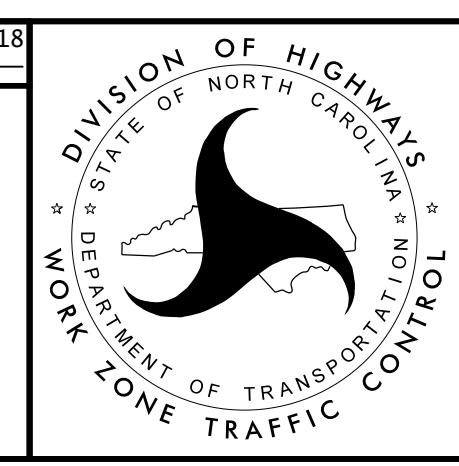 18
DIVISION OF HIGHWAYS
STATE OF NORTH CAROLINA
DEPARTMENT OF TRANSPORTATION
WORK ZONE TRAFFIC CONTROL